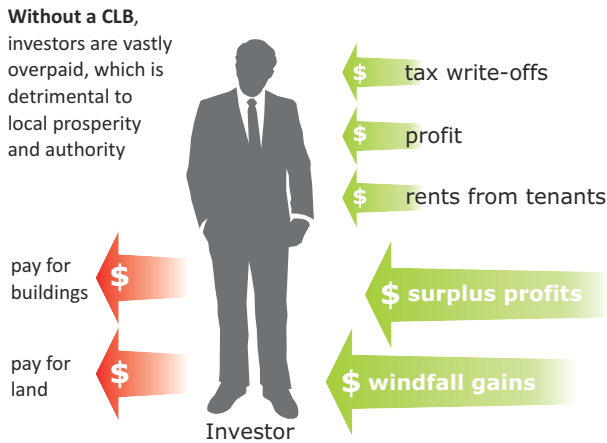 Without a CLB,
investors are vastly
overpaid, which is
detrimental to
local prosperity
and authority
$ tax write-offs
$ profit
$ rents from tenants
pay for
buildings
$
$ surplus profits
pay for
land
$
$ windfall gains
Investor